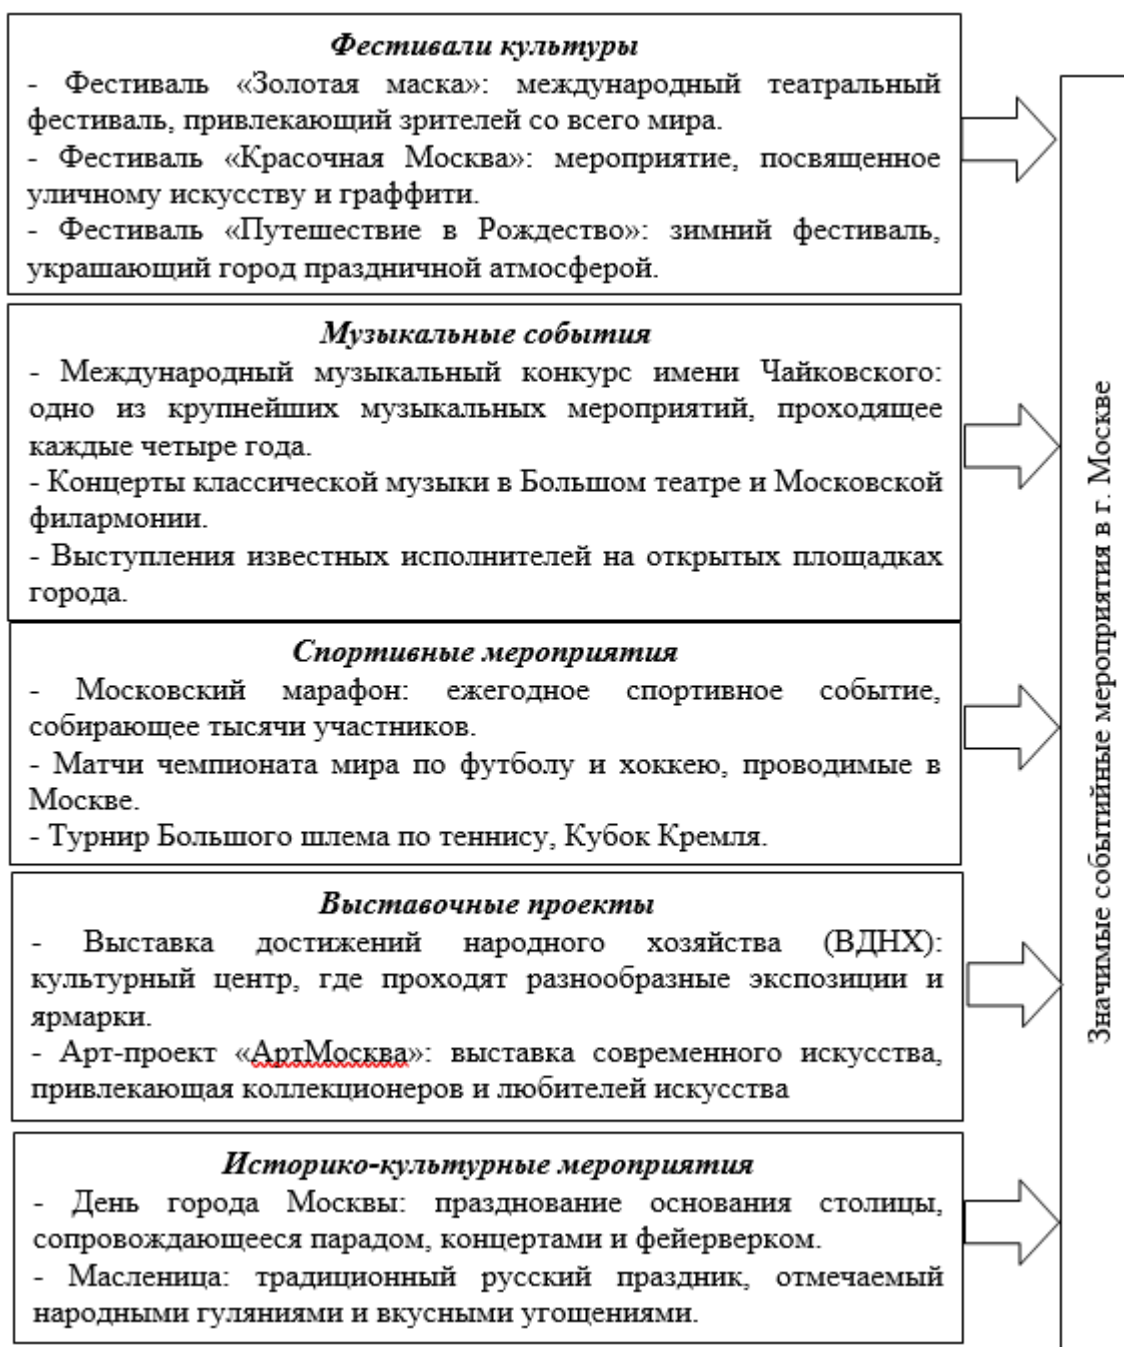 Фестивали культуры
- Фестиваль «Золотая маска»: международный театральный
фестиваль, привлекающий зрителей со всего мира.
- Фестиваль «Красочная Москва»: мероприятие, посвященное
уличному искусству и граффити.
- Фестиваль «Путешествие в Рождество»: зимний фестиваль,
украшающий город праздничной атмосферой.
Музыкальные события
- Международный музыкальный конкурс имени Чайковского:
одно из крупнейших музыкальных мероприятий, проходящее
каждые четыре года.
- Концерты классической музыки в Большом театре и Московской
филармонии.
- Выступления известных исполнителей на открытых площадках
города.
Спортивные мероприятия
- Московский марафон: ежегодное спортивное событие,
собирающее тысячи участников.
- Матчи чемпионата мира по футболу и хоккею, проводимые в
Москве.
- Турнир Большого шлема по теннису, Кубок Кремля.
Выставочные проекты
- Выставка достижений народного хозяйства (ВДНХ):
культурный центр, где проходят разнообразные экспозиции и
ярмарки.
- Арт-проект «АртМосква»: выставка современного искусства,
привлекающая коллекционеров и любителей искусства
Историко-культурные мероприятия
- День города Москвы: празднование основания столицы,
сопровождающееся парадом, концертами и фейерверком.
- Масленица: традиционный русский праздник, отмечаемый
народными гуляниями и вкусными угощениями.
Значимые событийные мероприятия в г. Москве